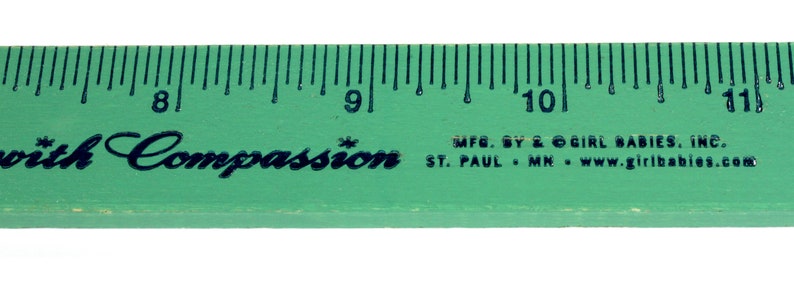 8 9 10 11
with Compassion
MFG. BY & © GIRL BABIES, INC.
ST. PAUL • MN • www.girlbabies.com